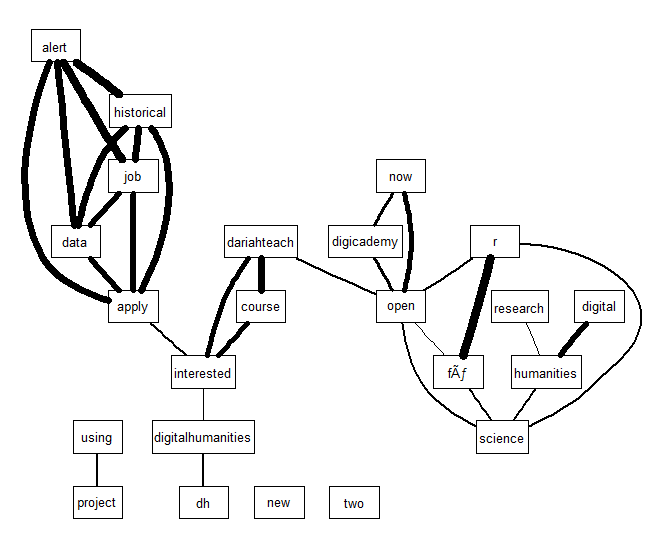 alert
historical
job
now
data
dariahteach
digicademy
r
apply
course
open
research
digital
interested
fÃƒ
humanities
using
digitalhumanities
science
project
dh
new
two